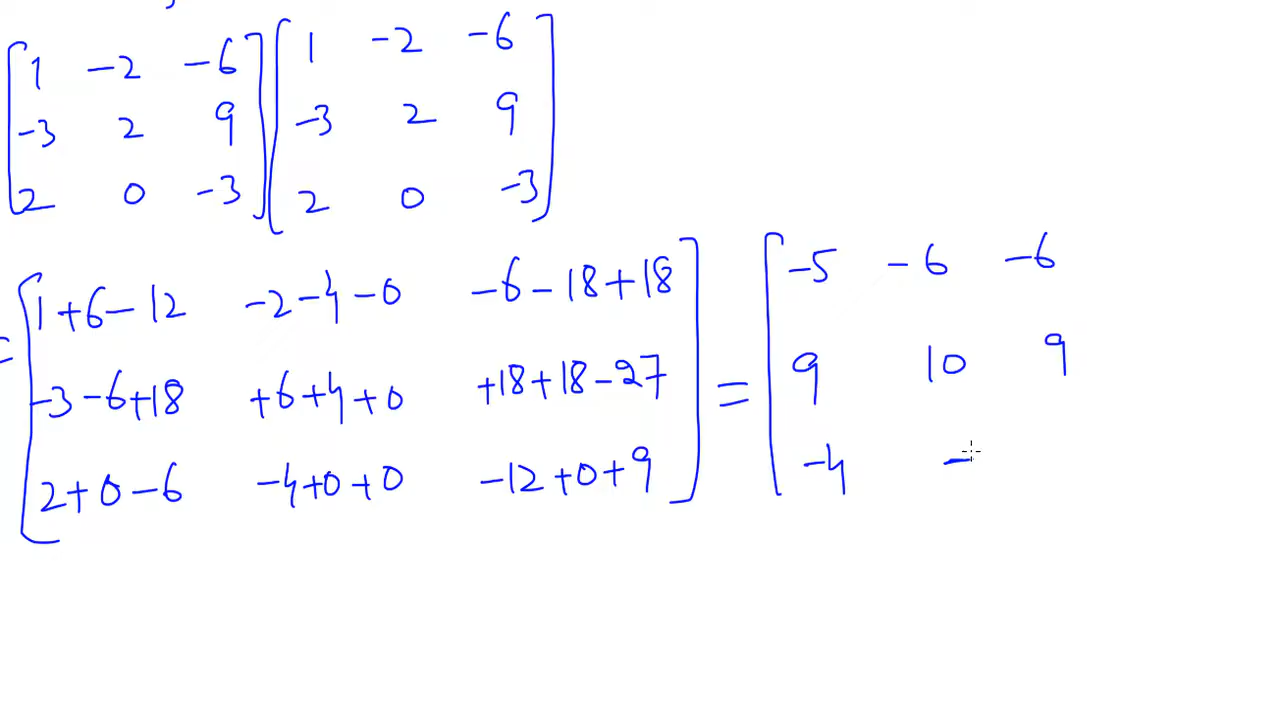 [1 -2 -6] [1 -2 -6]
-3 2 9 -3 2 9
2 0 -3 2 0 -3
= [1+6-12 -2-4-0 -6-18+18] = [-5 -6 -6
-3-6+18 +6+4+0 +18+18-27 9 10 9
2+0-6 -4+0+0 -12+0+9 -4 -